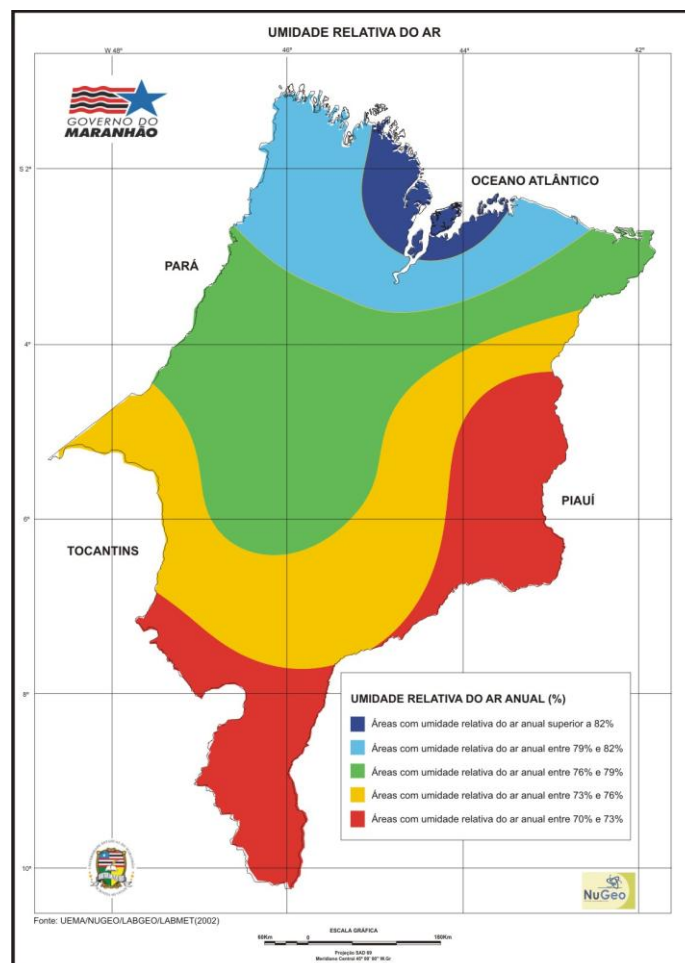 UMIDADE RELATIVA DO AR
W 48°
46°
44°
42°
GOVERNO DO
MARANHÃO
S 2°
OCEANO ATLÂNTICO
PARÁ
4°
PIAUÍ
6°
TOCANTINS
8°
UMIDADE RELATIVA DO AR ANUAL (%)
Áreas com umidade relativa do ar anual superior a 82%
Áreas com umidade relativa do ar anual entre 79% e 82%
Áreas com umidade relativa do ar anual entre 76% e 79%
Áreas com umidade relativa do ar anual entre 73% e 76%
Áreas com umidade relativa do ar anual entre 70% e 73%
10°
NuGeo
Fonte: UEMA/NUGEO/LABGEO/LABMET(2002)
ESCALA GRÁFICA
0
Projeção SAD 69
Meridiano Central